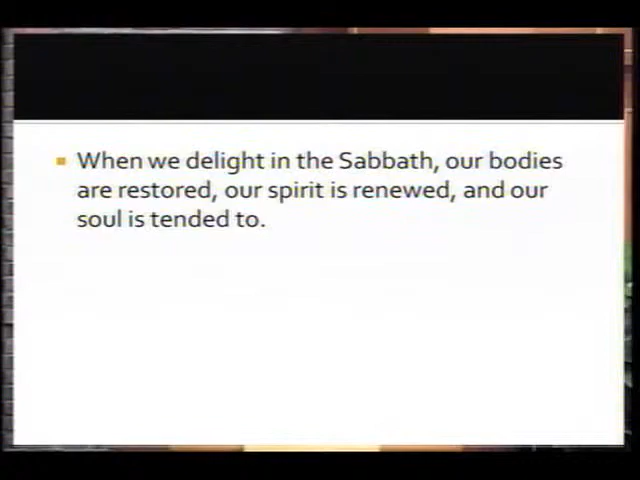 When we delight in the Sabbath, our bodies
are restored, our spirit is renewed, and our
soul is tended to.